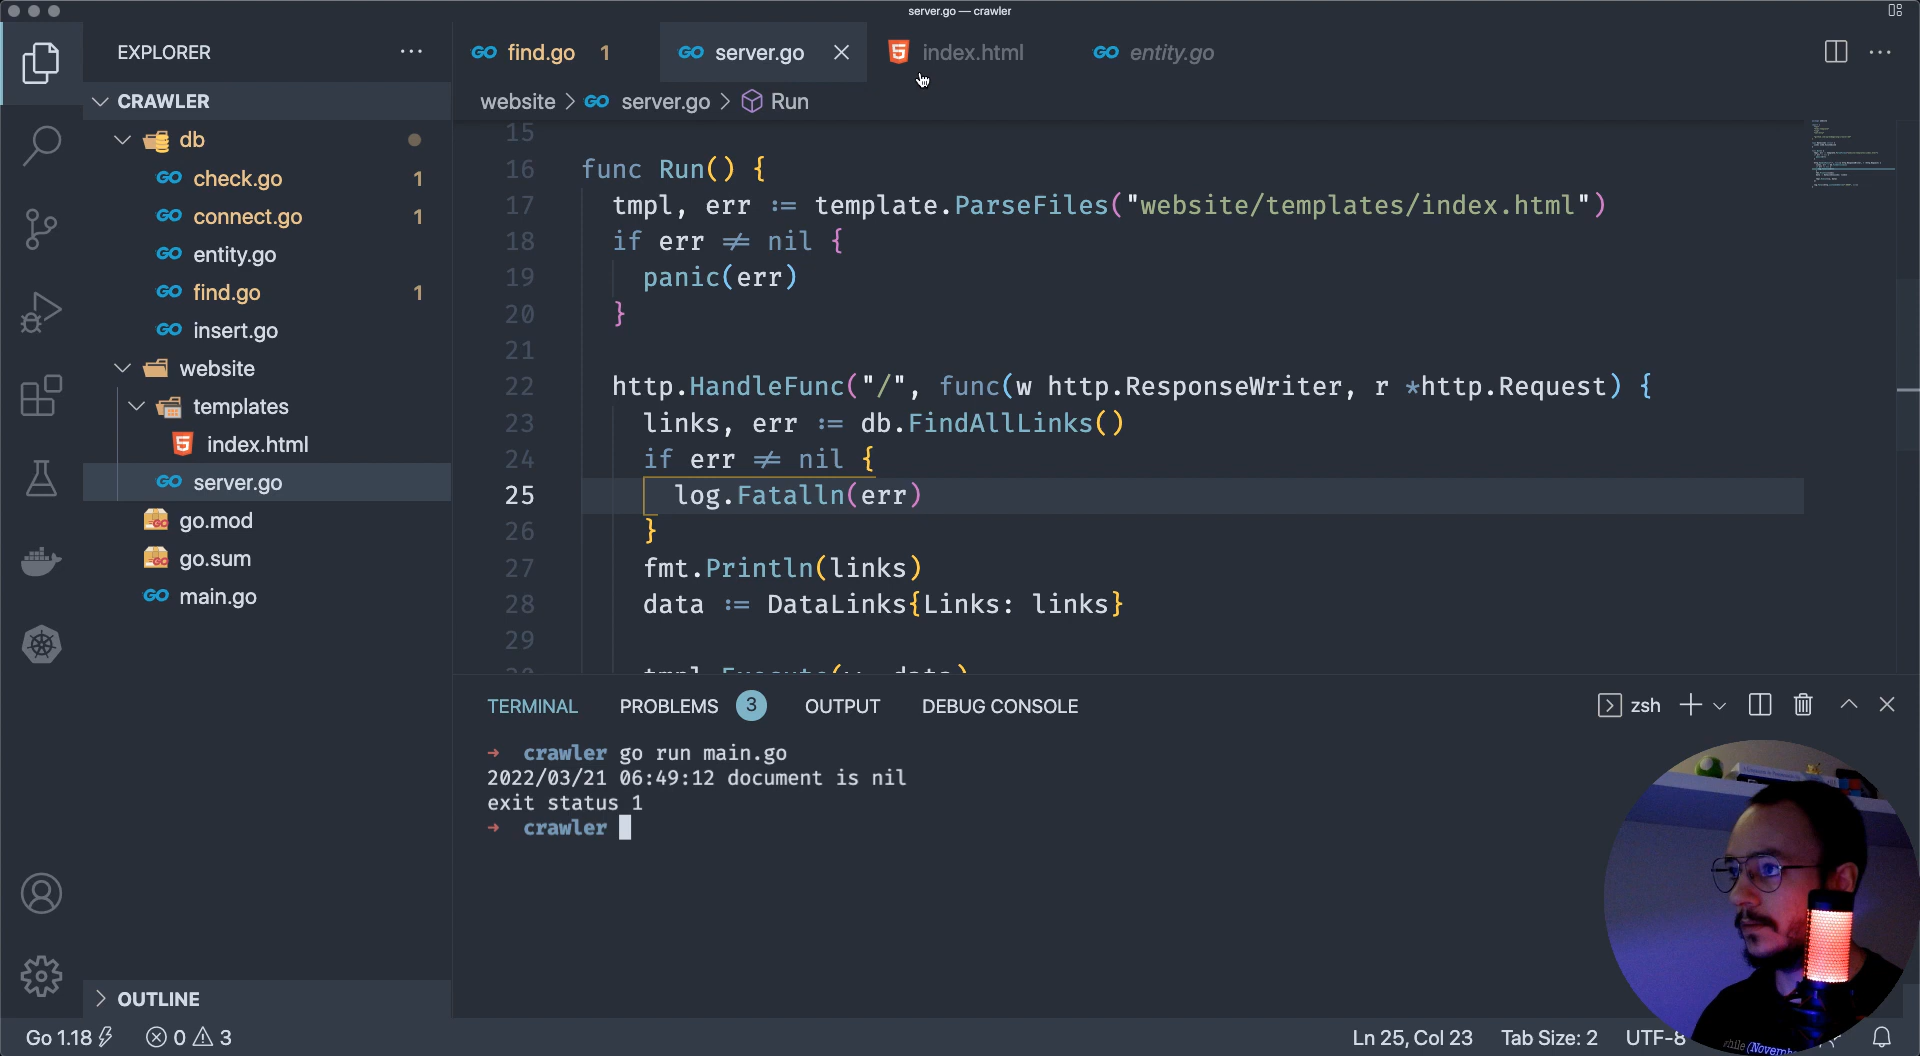 server.go — crawler
EXPLORER
find.go 1
server.go
index.html
entity.go
CRAWLER
website > server.go > Run
db
check.go 1
connect.go 1
entity.go
find.go 1
insert.go
website
templates
index.html
server.go
go.mod
go.sum
main.go
OUTLINE
15
16 func Run() {
17 tmpl, err := template.ParseFiles("website/templates/index.html")
18 if err ≠ nil {
19 panic(err)
20 }
21
22 http.HandleFunc("/", func(w http.ResponseWriter, r *http.Request) {
23 links, err := db.FindAllLinks()
24 if err ≠ nil {
25 log.Fatalln(err)
26 }
27 fmt.Println(links)
28 data := DataLinks{Links: links}
29
TERMINAL PROBLEMS 3 OUTPUT DEBUG CONSOLE
zsh
→ crawler go run main.go
2022/03/21 06:49:12 document is nil
exit status 1
→ crawler
Go 1.18
0 3
Ln 25, Col 23
Tab Size: 2
UTF-8